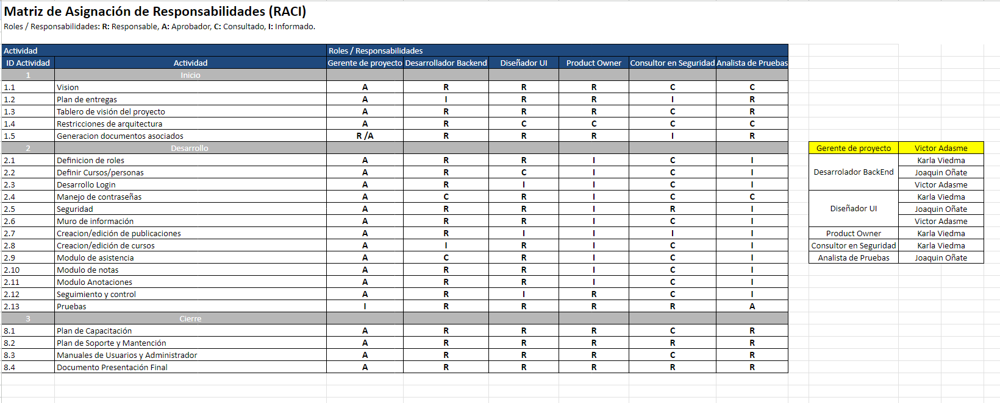 Matriz de Asignación de Responsabilidades (RACI)
Roles / Responsabilidades: R: Responsable, A: Aprobador, C: Consultado, I: Informado.
Actividad Roles / Responsabilidades
ID Actividad Actividad Gerente de proyecto Desarrollador Backend Diseñador UI Product Owner Consultor en Seguridad Analista de Pruebas
1 Inicio
1.1 Vision A R R R C C
1.2 Plan de entregas A I R R I R
1.3 Tablero de visión del proyecto A R R R C R
1.4 Restricciones de arquitectura A R C C C C
1.5 Generacion documentos asociados R /A R R R I R
2 Desarrollo
2.1 Definicion de roles A R R I C I
2.2 Definir Cursos/personas A R C I C I
2.3 Desarrollo Login A R I I C I
2.4 Manejo de contraseñas A C R I C C
2.5 Seguridad A R R I R I
2.6 Muro de información A R R I C I
2.7 Creacion/edición de publicaciones A R I I I I
2.8 Creacion/edición de cursos A I R I C I
2.9 Modulo de asistencia A C R I C I
2.10 Modulo de notas A R R I C I
2.11 Modulo Anotaciones A R R I C I
2.12 Seguimiento y control A R I R C I
2.13 Pruebas I R R R R A
3 Cierre
8.1 Plan de Capacitación A R R R C R
8.2 Plan de Soporte y Mantención A R R R R R
8.3 Manuales de Usuarios y Administrador A R R R C R
8.4 Documento Presentación Final A R R R R R
Gerente de proyecto Victor Adasme
Desarrolador BackEnd Karla Viedma
Joaquin Oñate
Victor Adasme
Diseñador UI Karla Viedma
Joaquin Oñate
Victor Adasme
Product Owner Karla Viedma
Consultor en Seguridad Karla Viedma
Analista de Pruebas Joaquin Oñate